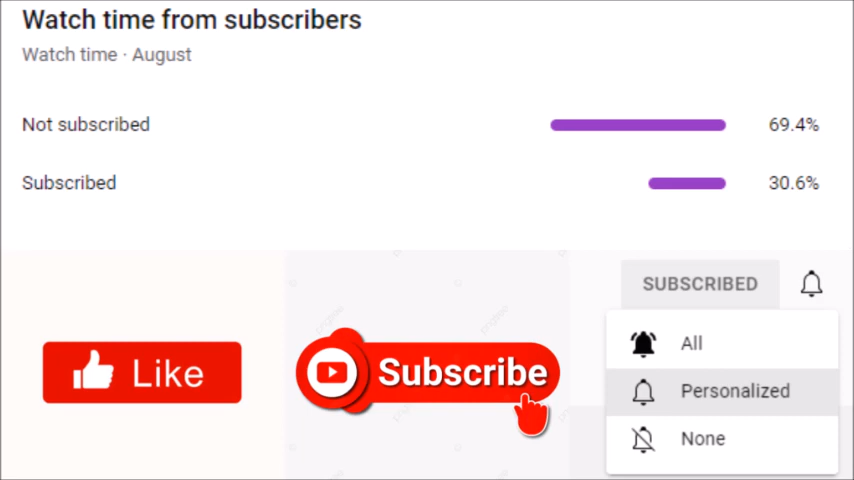 Watch time from subscribers
Watch time · August
Not subscribed 69.4%
Subscribed 30.6%
Like
Subscribe
SUBSCRIBED
All
Personalized
None